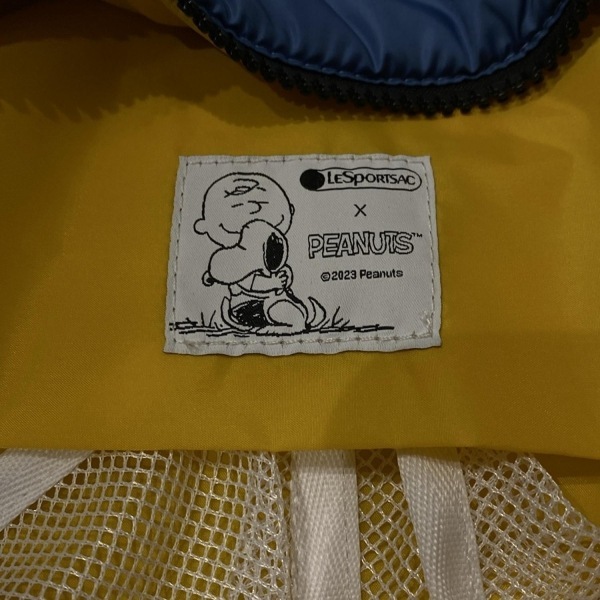 LeSportsac
x
PEANUTS™
©2023 Peanuts